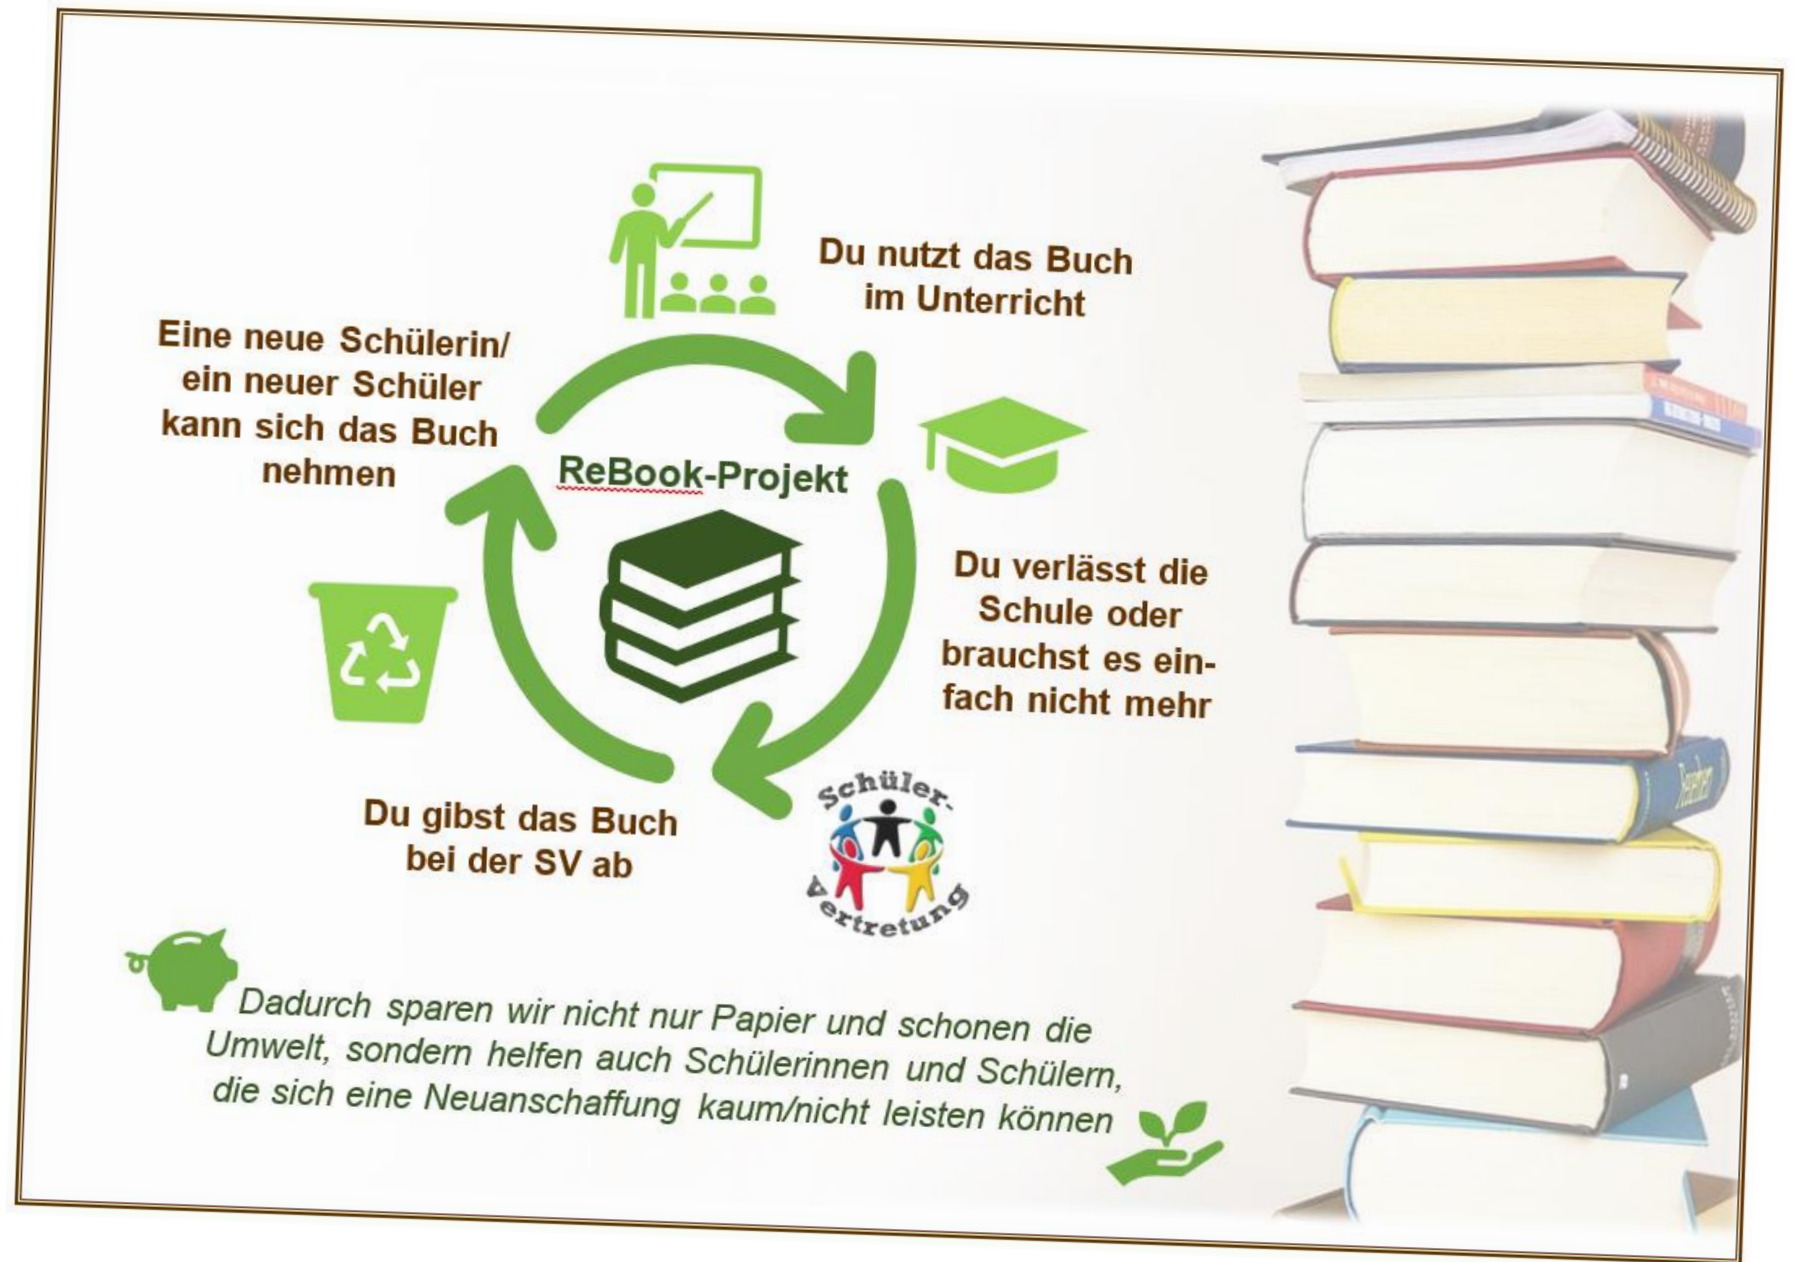 Du nutzt das Buch
im Unterricht
Eine neue Schülerin/
ein neuer Schüler
kann sich das Buch
nehmen
ReBook-Projekt
Du verlässt die
Schule oder
brauchst es ein-
fach nicht mehr
Du gibst das Buch
bei der SV ab
Schüler-
Vertretung
Dadurch sparen wir nicht nur Papier und schonen die
Umwelt, sondern helfen auch Schülerinnen und Schülern,
die sich eine Neuanschaffung kaum/nicht leisten können